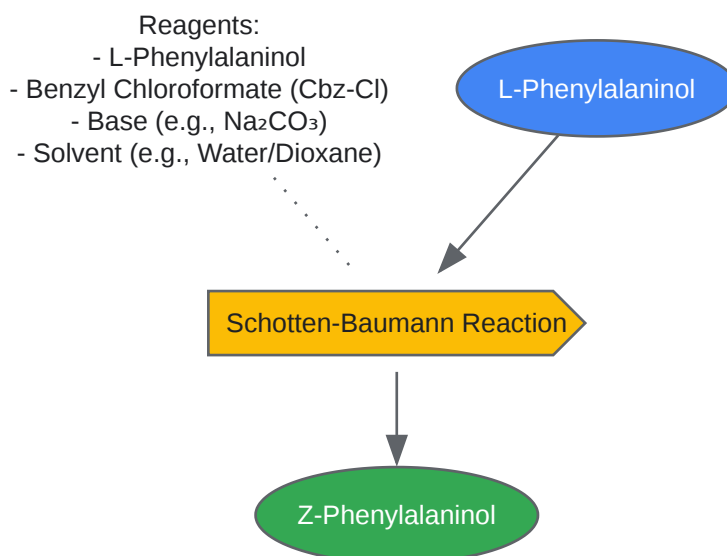 Reagents:
- L-Phenylalaninol
- Benzyl Chloroformate (Cbz-Cl)
- Base (e.g., Na₂CO₃)
- Solvent (e.g., Water/Dioxane)
L-Phenylalaninol
Schotten-Baumann Reaction
Z-Phenylalaninol